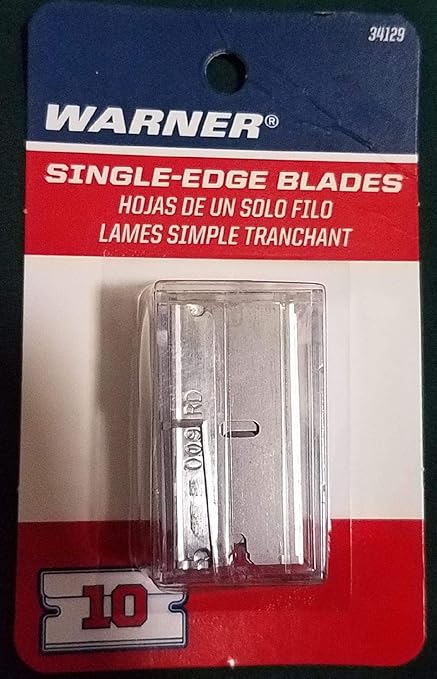 34129
WARNER®
SINGLE-EDGE BLADES
HOJAS DE UN SOLO FILO
LAMES SIMPLE TRANCHANT
10